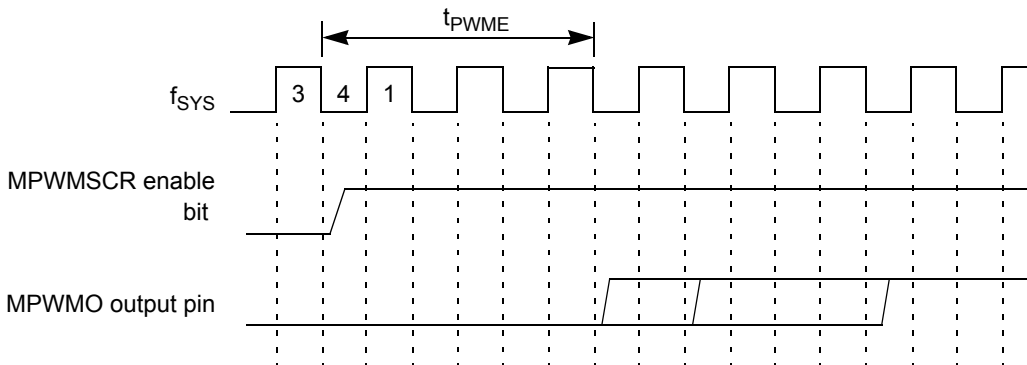 tPWME
fSYS
3 4 1
MPWMSCR enable
bit
MPWMO output pin